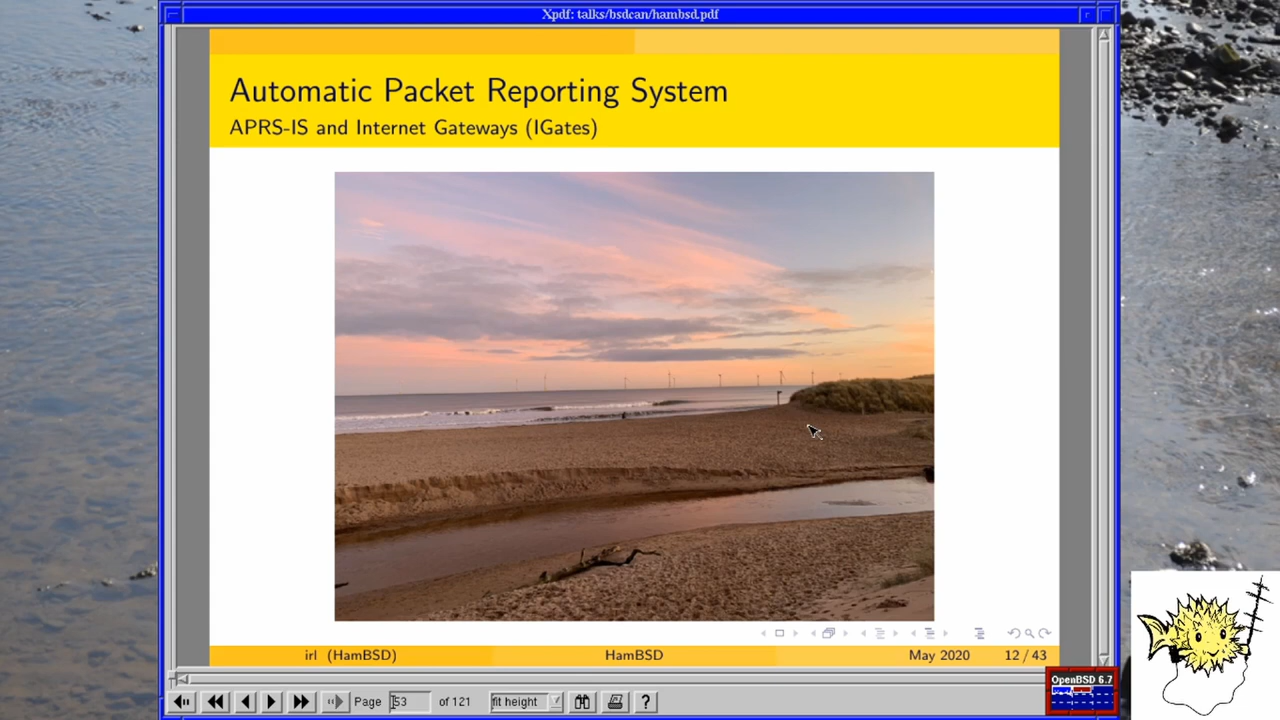 Xpdf: talks/bsdcan/hambsd.pdf
Automatic Packet Reporting System
APRS-IS and Internet Gateways (IGates)
irl (HamBSD) HamBSD May 2020 12 / 43
OpenBSD 6.7
Page 53 of 121 fit height ?